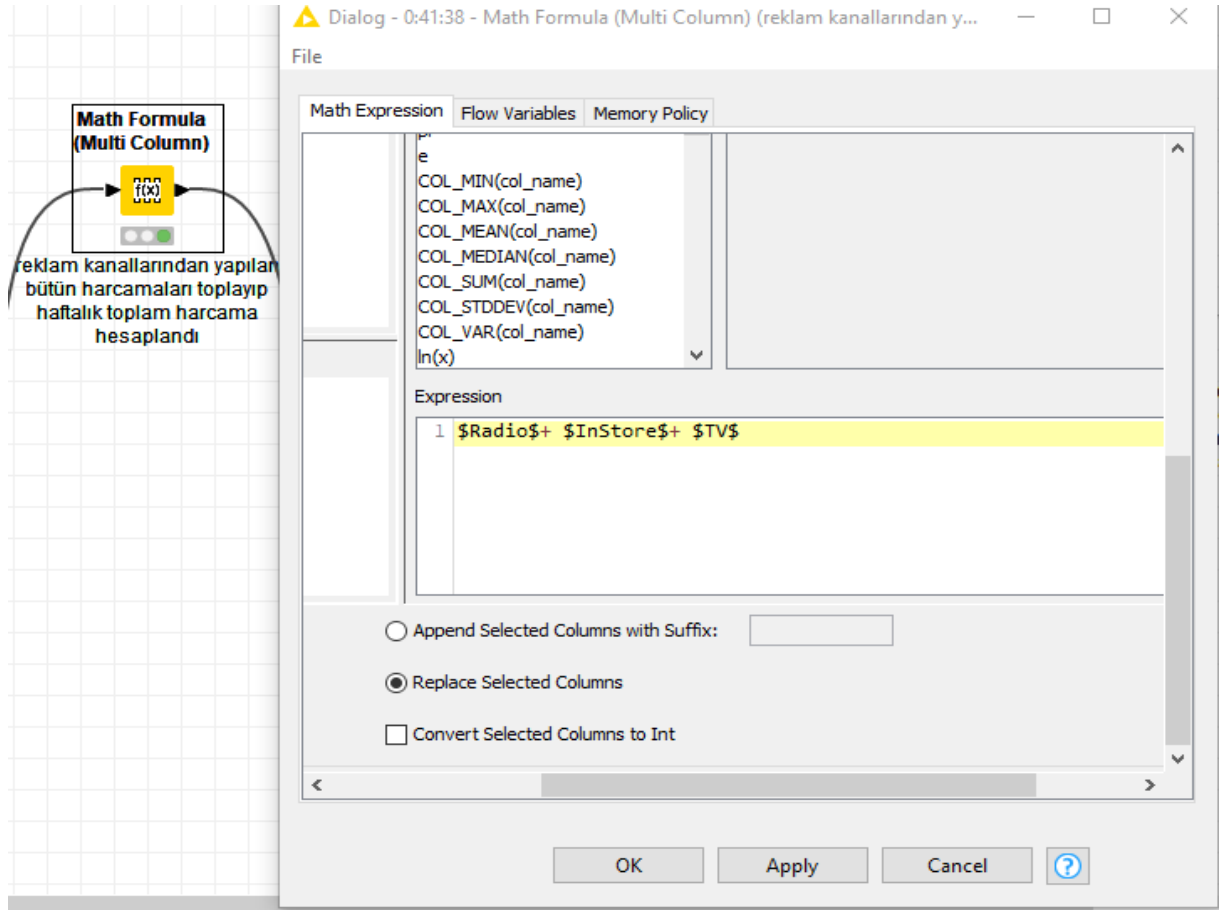 Dialog - 0:41:38 - Math Formula (Multi Column) (reklam kanallarından y...
File
Math Expression Flow Variables Memory Policy
Math Formula
(Multi Column)
f(x)
reklam kanallarından yapılan
bütün harcamaları toplayıp
haftalık toplam harcama
hesaplandı
e
COL_MIN(col_name)
COL_MAX(col_name)
COL_MEAN(col_name)
COL_MEDIAN(col_name)
COL_SUM(col_name)
COL_STDDEV(col_name)
COL_VAR(col_name)
ln(x)
Expression
1 $Radio$+ $InStore$+ $TV$
Append Selected Columns with Suffix:
Replace Selected Columns
Convert Selected Columns to Int
OK Apply Cancel ?